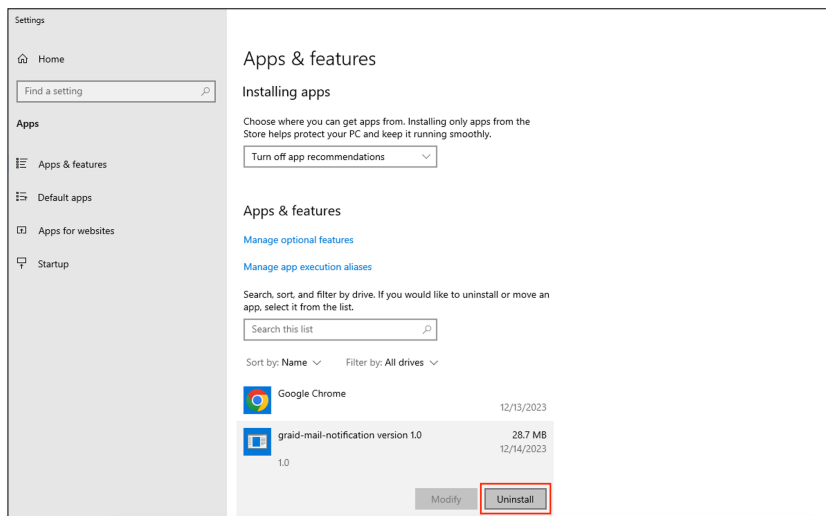 Settings
Home
Find a setting
Apps
Apps & features
Default apps
Apps for websites
Startup
Apps & features
Installing apps
Choose where you can get apps from. Installing only apps from the
Store helps protect your PC and keep it running smoothly.
Turn off app recommendations
Apps & features
Manage optional features
Manage app execution aliases
Search, sort, and filter by drive. If you would like to uninstall or move an
app, select it from the list.
Search this list
Sort by: Name Filter by: All drives
Google Chrome
12/13/2023
graid-mail-notification version 1.0 28.7 MB
12/14/2023
1.0
Modify Uninstall